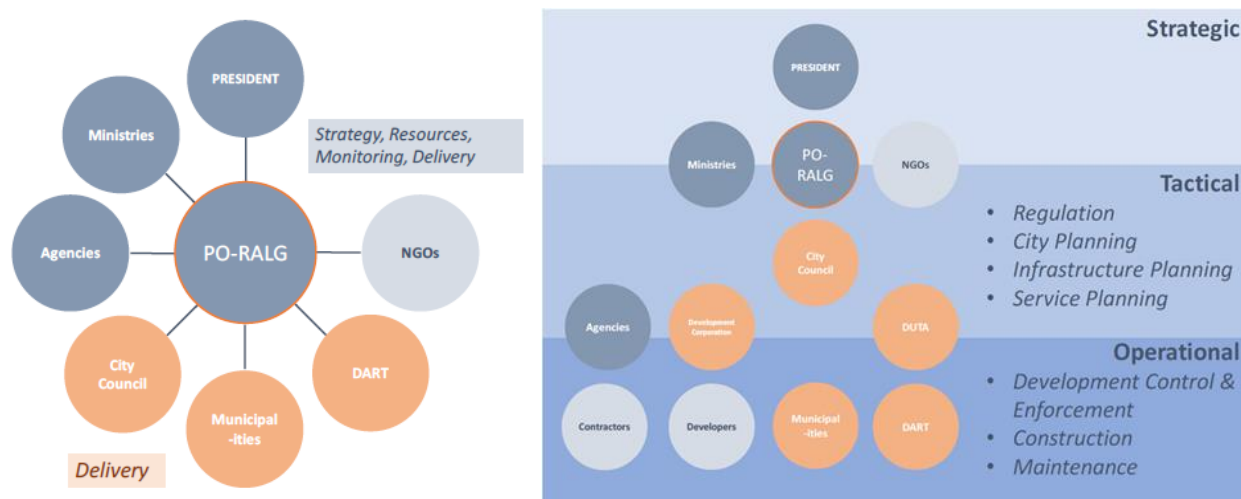 PRESIDENT
Ministries
Strategy, Resources,
Monitoring, Delivery
Agencies
PO-RALG
NGOs
City
Council
DART
Municipal
-ities
Delivery
Strategic
PRESIDENT
Ministries
PO-
RALG
NGOs
Tactical
• Regulation
• City Planning
• Infrastructure Planning
• Service Planning
City
Council
Agencies
Development
Corporation
DUTA
Operational
• Development Control &
Enforcement
• Construction
• Maintenance
Contractors
Developers
Municipal
-ities
DART